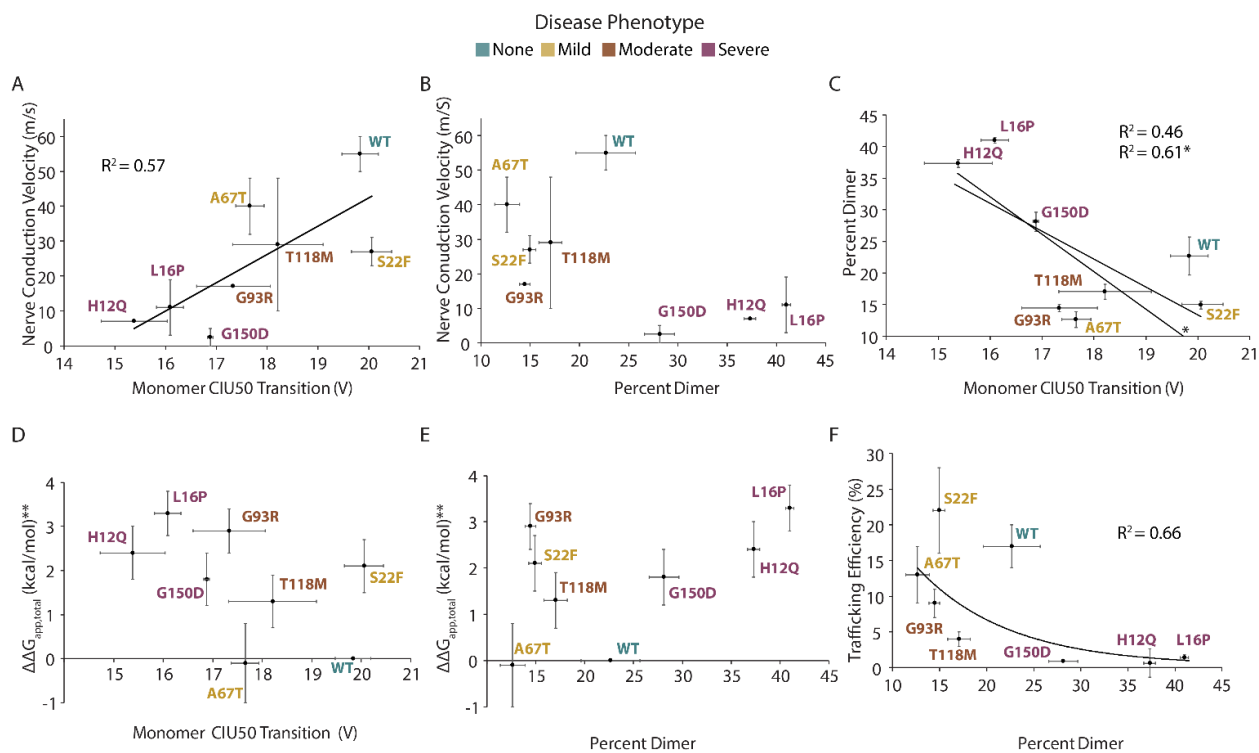 Disease Phenotype
None Mild Moderate Severe
A
Nerve Conduction Velocity (m/s)
60
50
40
30
20
10
0
R² = 0.57
WT
A67T
T118M
S22F
L16P
G93R
H12Q
G150D
14 15 16 17 18 19 20 21
Monomer CIU50 Transition (V)
B
Nerve Conudction Velocity (m/S)
60
50
40
30
20
10
0
WT
A67T
S22F
T118M
G93R
G150D
H12Q
L16P
10 15 20 25 30 35 40 45
Percent Dimer
C
Percent Dimer
45
40
35
30
25
20
15
10
R² = 0.46
R² = 0.61*
L16P
H12Q
G150D
WT
T118M
G93R
A67T
S22F
*
14 15 16 17 18 19 20 21
Monomer CIU50 Transition (V)
D
ΔΔG app,total (kcal/mol)**
4
3
2
1
0
-1
L16P
G93R
H12Q
G150D
T118M
S22F
WT
A67T
15 16 17 18 19 20 21
Monomer CIU50 Transition (V)
E
ΔΔG app,total (kcal/mol)**
4
3
2
1
0
-1
L16P
G93R
S22F
H12Q
T118M
G150D
A67T
WT
15 20 25 30 35 40 45
Percent Dimer
F
Trafficking Efficiency (%)
30
25
20
15
10
5
0
R² = 0.66
S22F
WT
A67T
G93R
T118M
G150D
H12Q
L16P
10 15 20 25 30 35 40 45
Percent Dimer